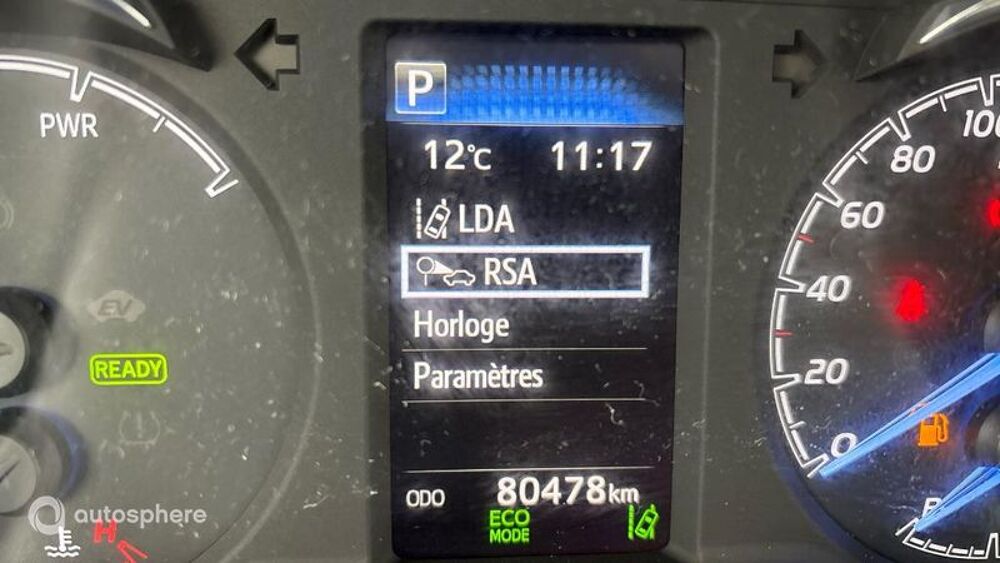 P
PWR
12°C 11:17
LDA
RSA
Horloge
Paramètres
ODO 80478km
ECO
MODE
EV
READY
H
100
80
60
40
20
0
autosphere